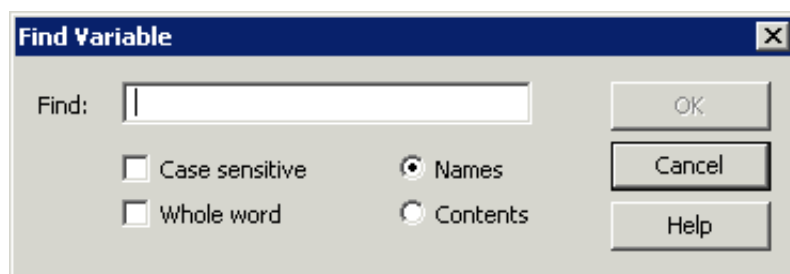 Find Variable
Find:
OK
Case sensitive
Names
Cancel
Whole word
Contents
Help